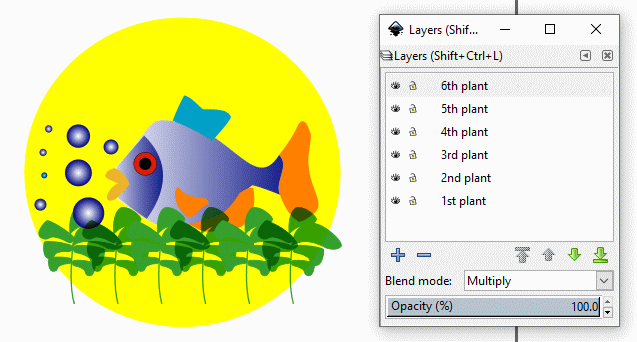 Layers (Shif...
Layers (Shift+Ctrl+L)
6th plant
5th plant
4th plant
3rd plant
2nd plant
1st plant
Blend mode: Multiply
Opacity (%) 100.0